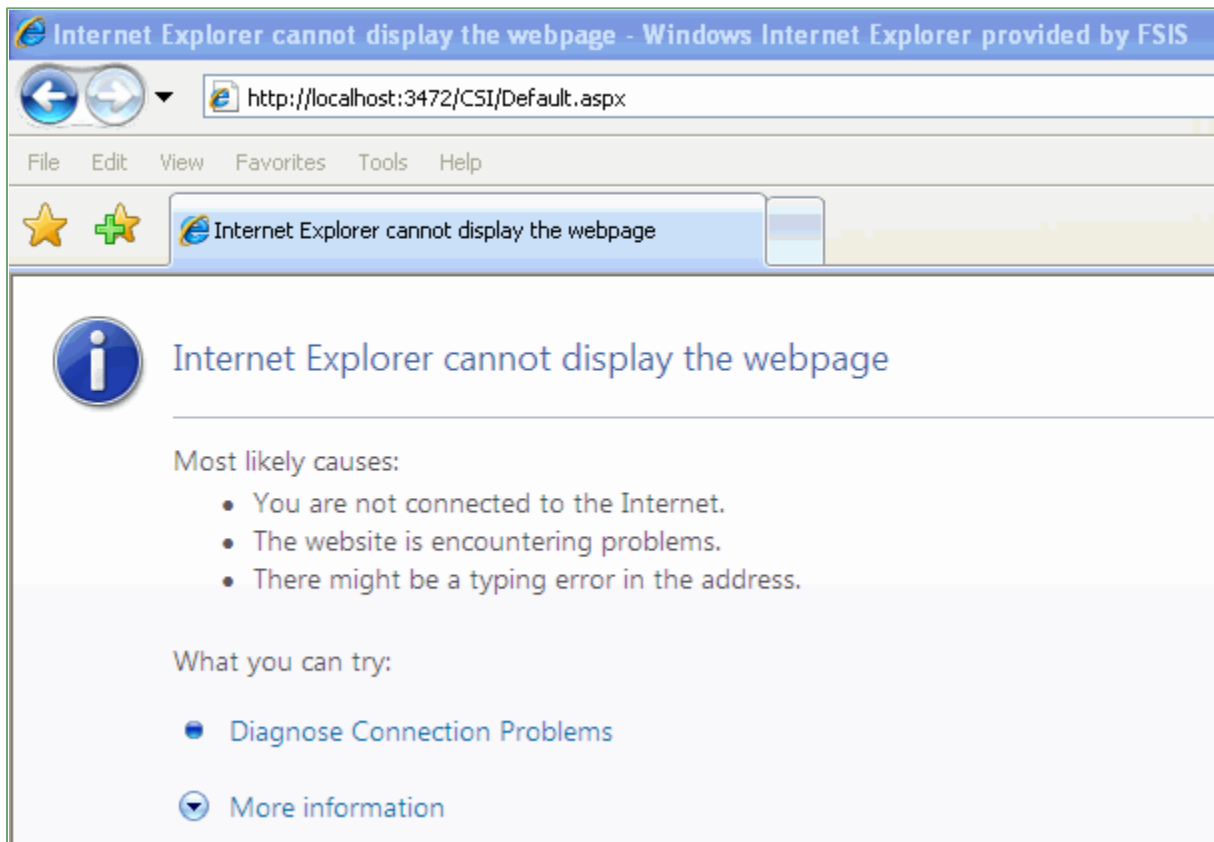 Internet Explorer cannot display the webpage - Windows Internet Explorer provided by FSIS
http://localhost:3472/CSI/Default.aspx
File Edit View Favorites Tools Help
Internet Explorer cannot display the webpage
Internet Explorer cannot display the webpage
Most likely causes:
• You are not connected to the Internet.
• The website is encountering problems.
• There might be a typing error in the address.
What you can try:
Diagnose Connection Problems
More information